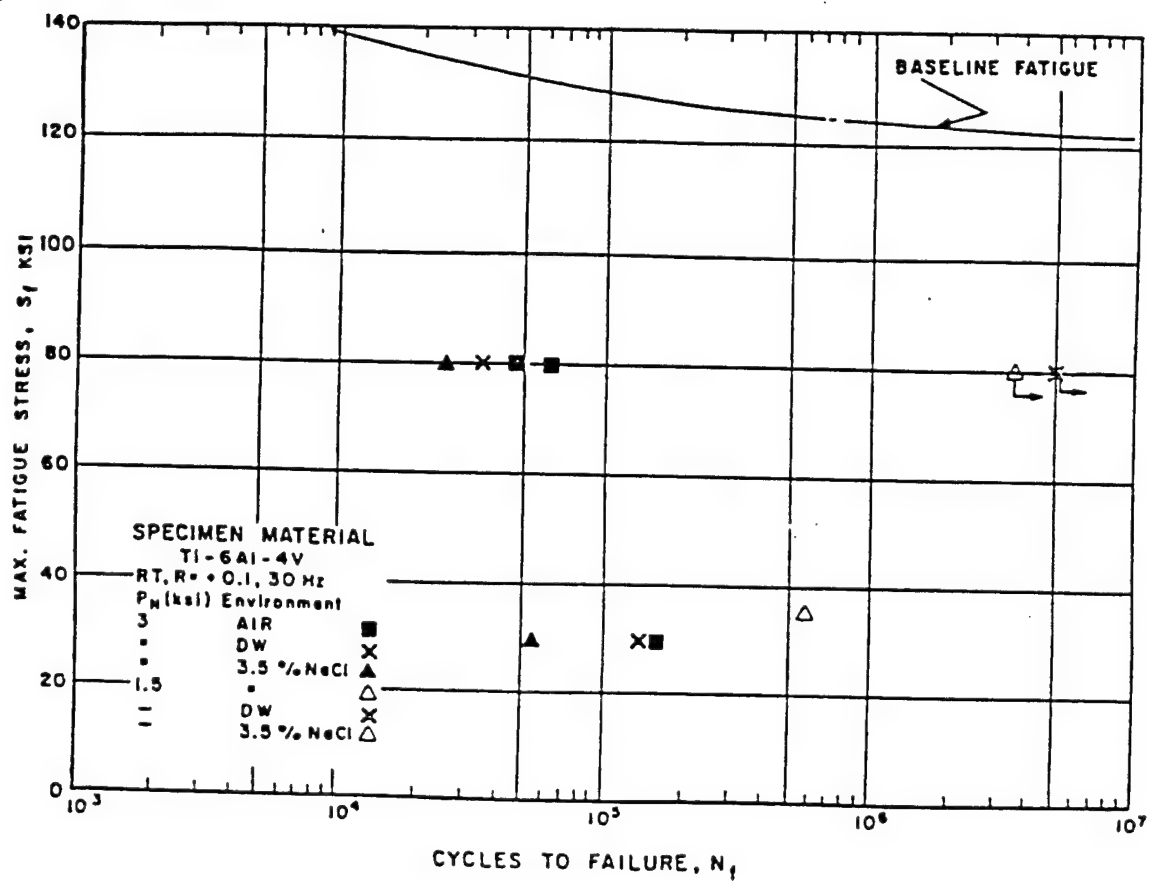 140
120
100
80
60
40
20
0
MAX. FATIGUE STRESS, Sf KSI
BASELINE FATIGUE
SPECIMEN MATERIAL
Ti-6Al-4V
RT, R= +0.1, 30 Hz
PN(ksi) Environment
3 AIR ■
" DW ×
" 3.5 % NaCl ▲
1.5 " △
— DW ×
— 3.5 % NaCl △
10³ 10⁴ 10⁵ 10⁶ 10⁷
CYCLES TO FAILURE, Nf